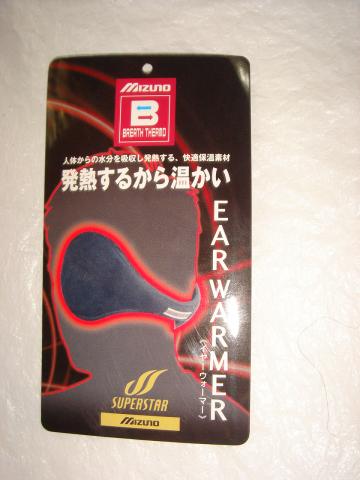 MIZUNO
B
BREATH THERMO
人体からの水分を吸収し発熱する、快適保温素材
発熱するから温かい
EAR WARMER
《イヤーウォーマー》
SUPERSTAR
MIZUNO